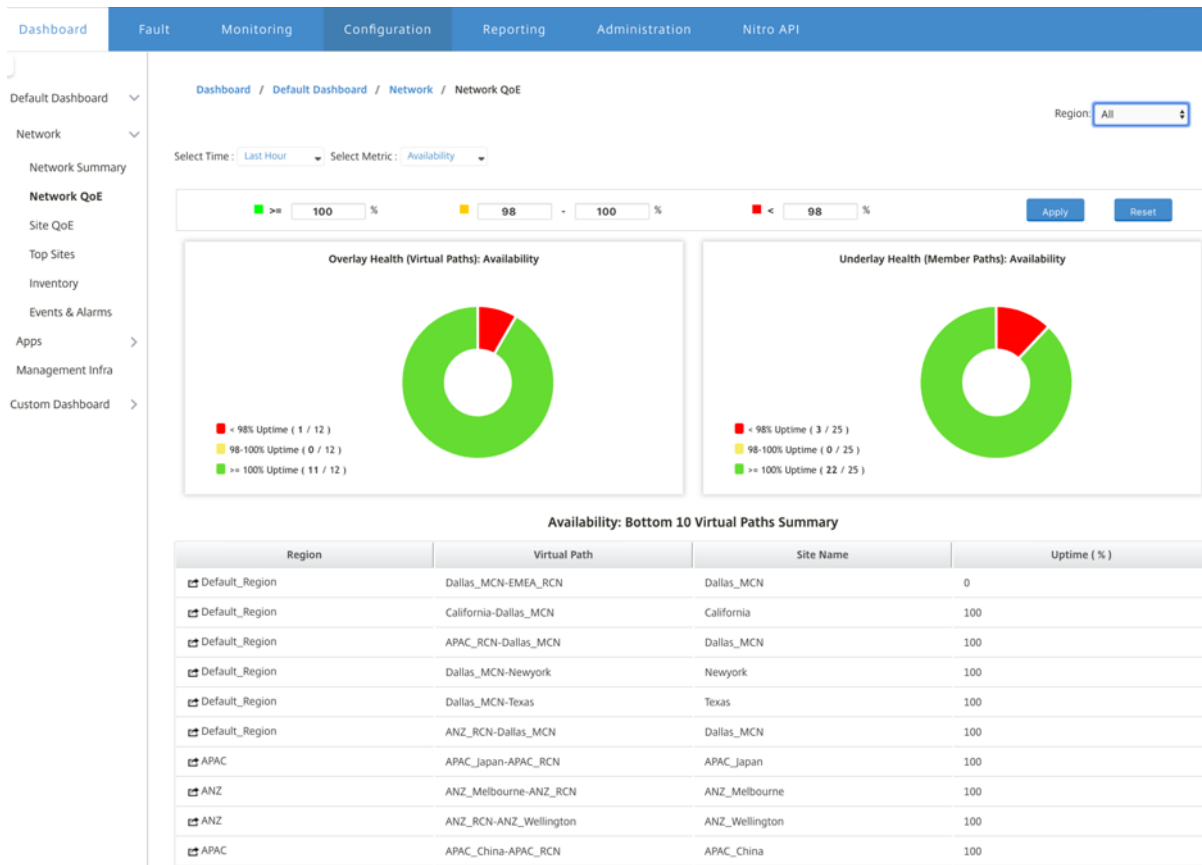 Dashboard Fault Monitoring Configuration Reporting Administration Nitro API
Default Dashboard
Network
Network Summary
Network QoE
Site QoE
Top Sites
Inventory
Events & Alarms
Apps
Management Infra
Custom Dashboard
Dashboard / Default Dashboard / Network / Network QoE
Region: All
Select Time : Last Hour Select Metric : Availability
>= 100 % 98 - 100 % < 98 % Apply Reset
Overlay Health (Virtual Paths): Availability
< 98% Uptime ( 1 / 12 )
98-100% Uptime ( 0 / 12 )
>= 100% Uptime ( 11 / 12 )
Underlay Health (Member Paths): Availability
< 98% Uptime ( 3 / 25 )
98-100% Uptime ( 0 / 25 )
>= 100% Uptime ( 22 / 25 )
Availability: Bottom 10 Virtual Paths Summary
Region Virtual Path Site Name Uptime ( % )
Default_Region Dallas_MCN-EMEA_RCN Dallas_MCN 0
Default_Region California-Dallas_MCN California 100
Default_Region APAC_RCN-Dallas_MCN Dallas_MCN 100
Default_Region Dallas_MCN-Newyork Newyork 100
Default_Region Dallas_MCN-Texas Texas 100
Default_Region ANZ_RCN-Dallas_MCN Dallas_MCN 100
APAC APAC_Japan-APAC_RCN APAC_Japan 100
ANZ ANZ_Melbourne-ANZ_RCN ANZ_Melbourne 100
ANZ ANZ_RCN-ANZ_Wellington ANZ_Wellington 100
APAC APAC_China-APAC_RCN APAC_China 100